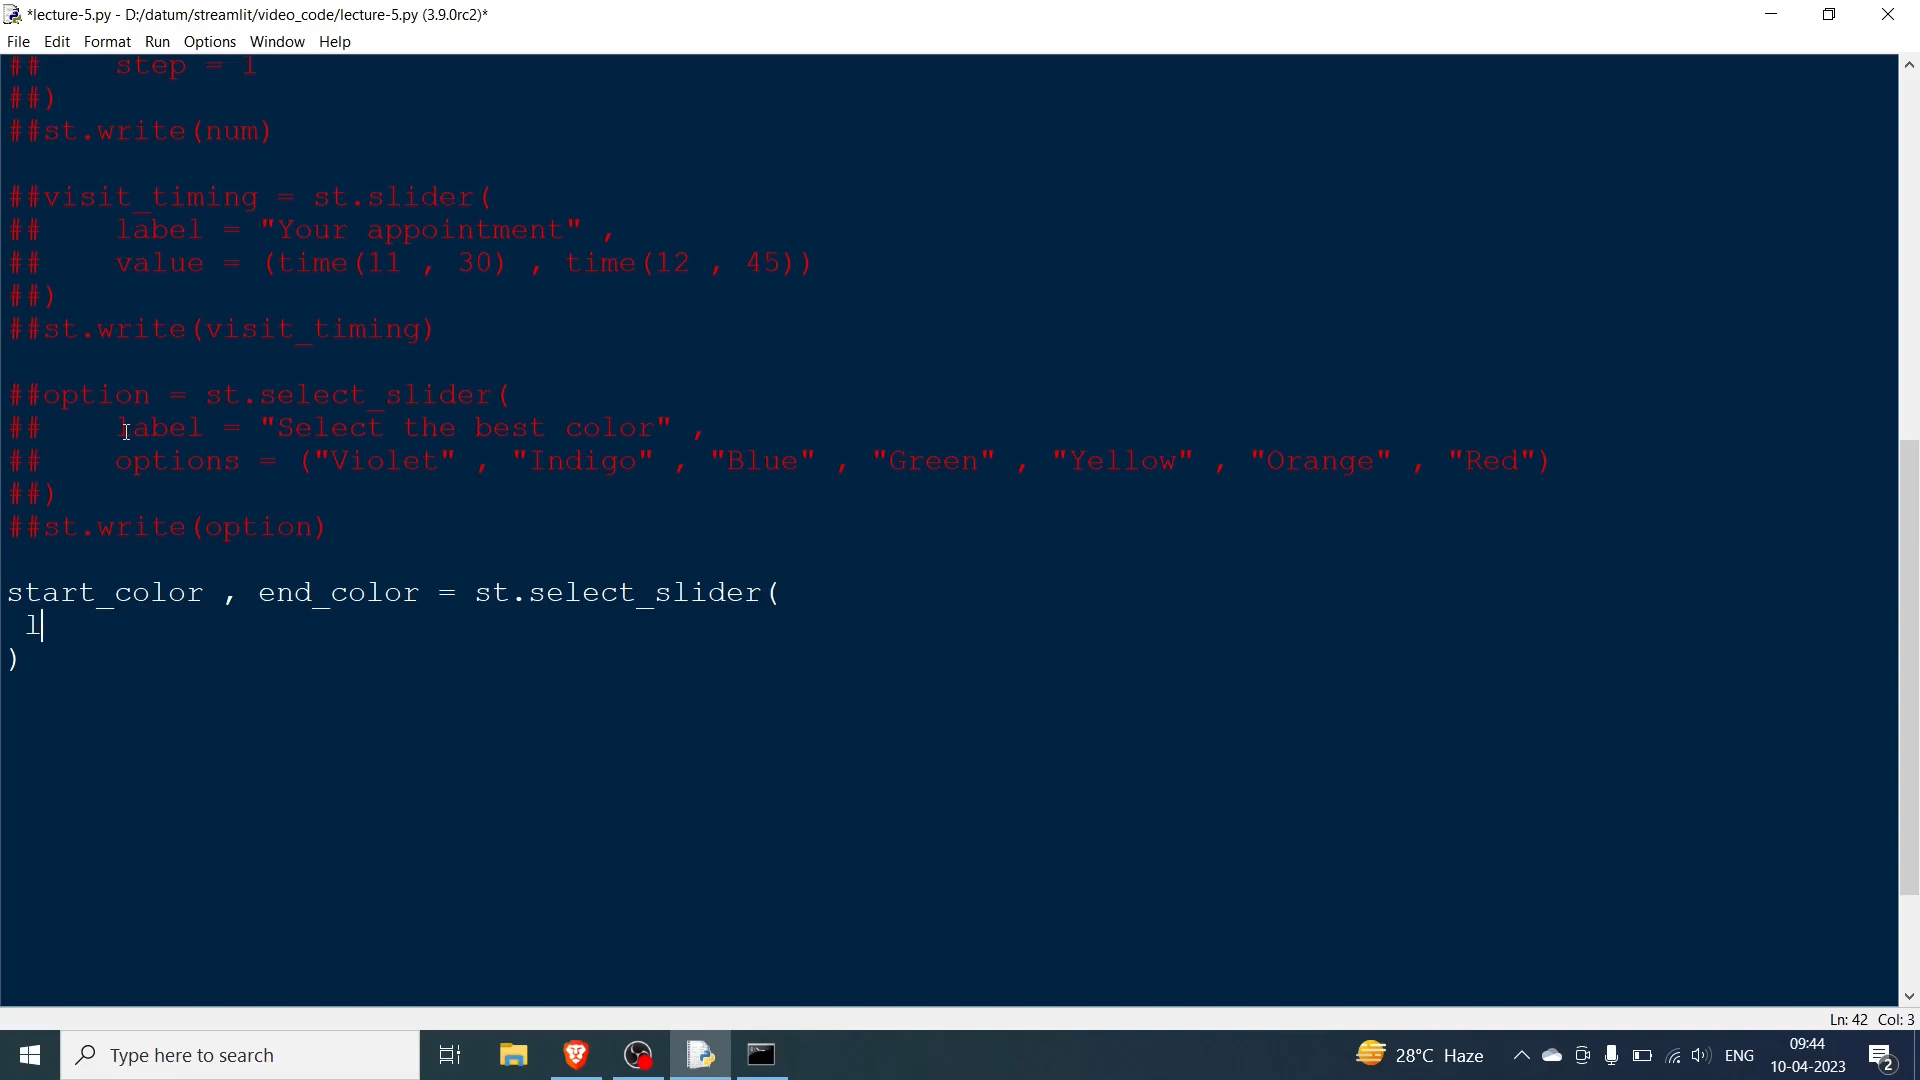 *lecture-5.py - D:/datum/streamlit/video_code/lecture-5.py (3.9.0rc2)*
File Edit Format Run Options Window Help
##    step = 1
##)
##st.write(num)
##visit_timing = st.slider(
##    label = "Your appointment" ,
##    value = (time(11 , 30) , time(12 , 45))
##)
##st.write(visit_timing)
##option = st.select_slider(
##    label = "Select the best color" ,
##    options = ("Violet" , "Indigo" , "Blue" , "Green" , "Yellow" , "Orange" , "Red")
##)
##st.write(option)
start_color , end_color = st.select_slider(
 l
)
Ln: 42 Col: 3
Type here to search
28°C Haze
ENG
09:44
10-04-2023
2